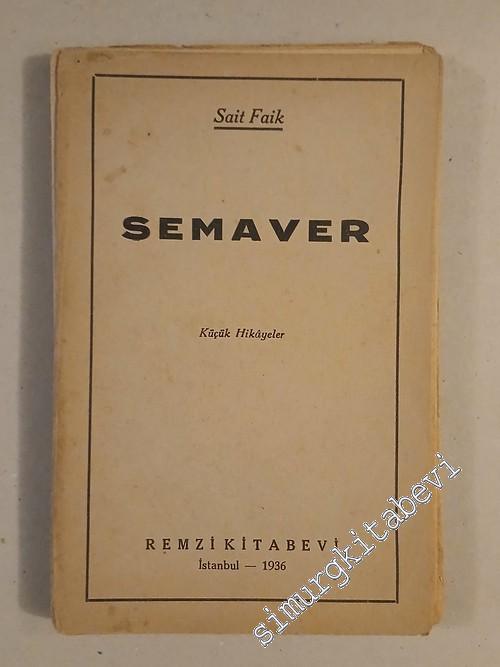 Sait Faik
SEMAVER
Küçük Hikâyeler
REMZİ KİTABEVİ
İstanbul — 1936
simurgkitabevi